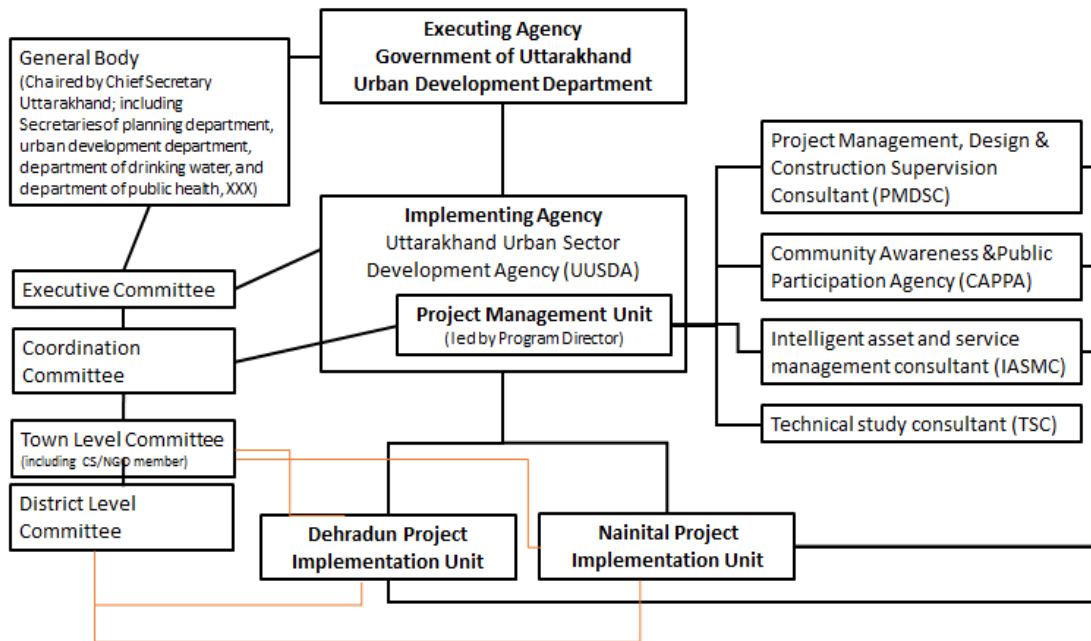 Executing Agency
Government of Uttarakhand
Urban Development Department
General Body
(Chaired by Chief Secretary
Uttarakhand; including
Secretaries of planning department,
urban development department,
department of drinking water, and
department of public health, XXX)
Implementing Agency
Uttarakhand Urban Sector
Development Agency (UUSDA)
Project Management Unit
(led by Program Director)
Executive Committee
Coordination
Committee
Town Level Committee
(including CS/NGO member)
District Level
Committee
Dehradun Project
Implementation Unit
Nainital Project
Implementation Unit
Project Management, Design &
Construction Supervision
Consultant (PMDSC)
Community Awareness &Public
Participation Agency (CAPPA)
Intelligent asset and service
management consultant (IASMC)
Technical study consultant (TSC)